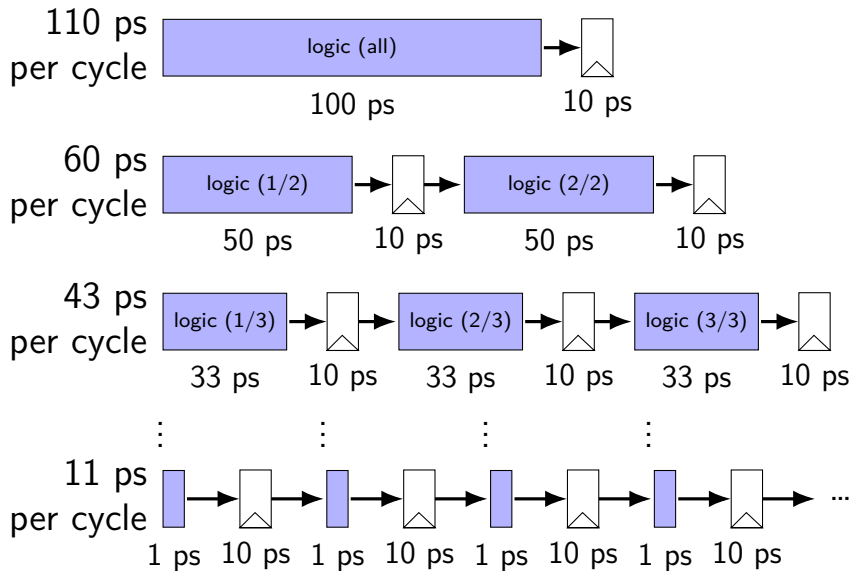 110 ps
per cycle
logic (all)
100 ps
10 ps
60 ps
per cycle
logic (1/2)
logic (2/2)
50 ps
10 ps
50 ps
10 ps
43 ps
per cycle
logic (1/3)
logic (2/3)
logic (3/3)
33 ps
10 ps
33 ps
10 ps
33 ps
10 ps
⋮
⋮
⋮
⋮
11 ps
per cycle
...
1 ps
10 ps
1 ps
10 ps
1 ps
10 ps
1 ps
10 ps